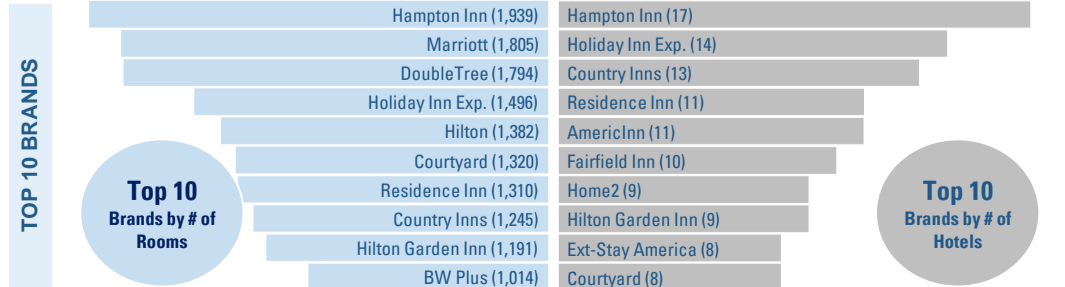 TOP 10 BRANDS
Hampton Inn (1,939)
Marriott (1,805)
DoubleTree (1,794)
Holiday Inn Exp. (1,496)
Hilton (1,382)
Courtyard (1,320)
Residence Inn (1,310)
Country Inns (1,245)
Hilton Garden Inn (1,191)
BW Plus (1,014)
Top 10
Brands by # of
Rooms
Hampton Inn (17)
Holiday Inn Exp. (14)
Country Inns (13)
Residence Inn (11)
AmericInn (11)
Fairfield Inn (10)
Home2 (9)
Hilton Garden Inn (9)
Ext-Stay America (8)
Courtyard (8)
Top 10
Brands by # of
Hotels